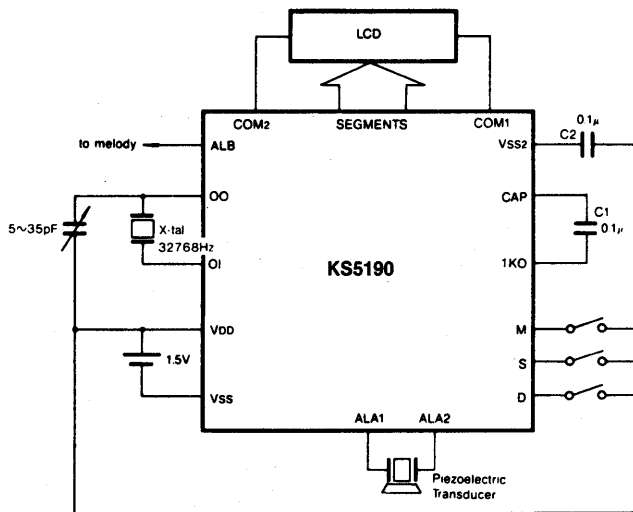 LCD
COM2
SEGMENTS
COM1
to melody
ALB
VSS2
C2
0.1μ
OO
CAP
5~35pF
X-tal
32768Hz
C1
0.1μ
OI
KS5190
1KO
VDD
M
1.5V
S
VSS
D
ALA1
ALA2
Piezoelectric
Transducer